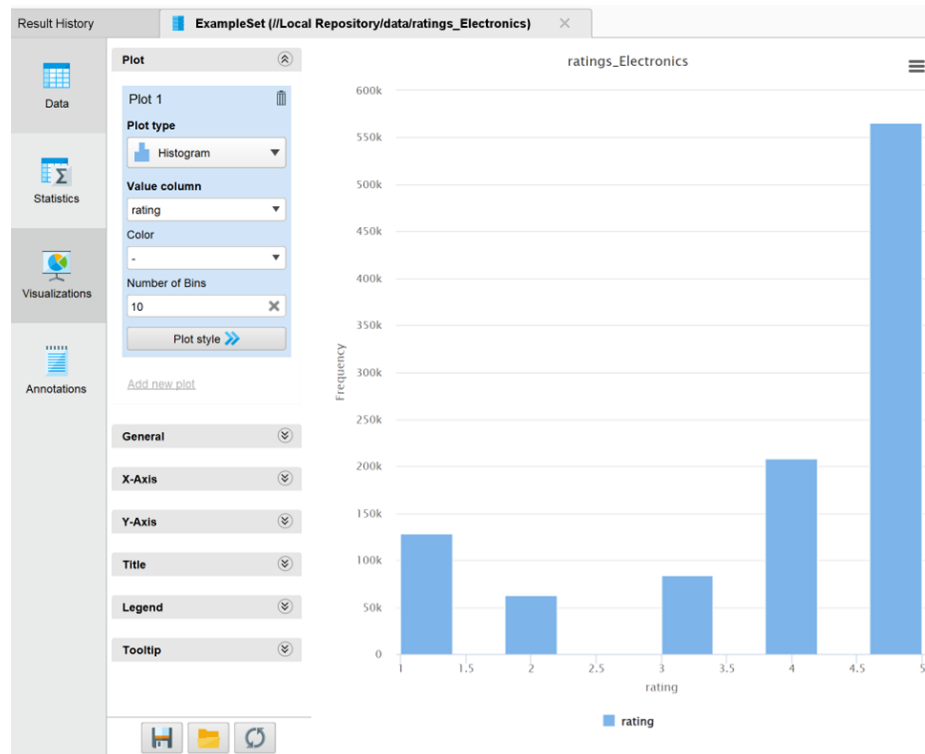 Result History
ExampleSet (//Local Repository/data/ratings_Electronics)
Data
Statistics
Visualizations
Annotations
Plot
Plot 1
Plot type
Histogram
Value column
rating
Color
-
Number of Bins
10
Plot style
Add new plot
General
X-Axis
Y-Axis
Title
Legend
Tooltip
ratings_Electronics
Frequency
600k
550k
500k
450k
400k
350k
300k
250k
200k
150k
100k
50k
0
1 1.5 2 2.5 3 3.5 4 4.5 5
rating
rating